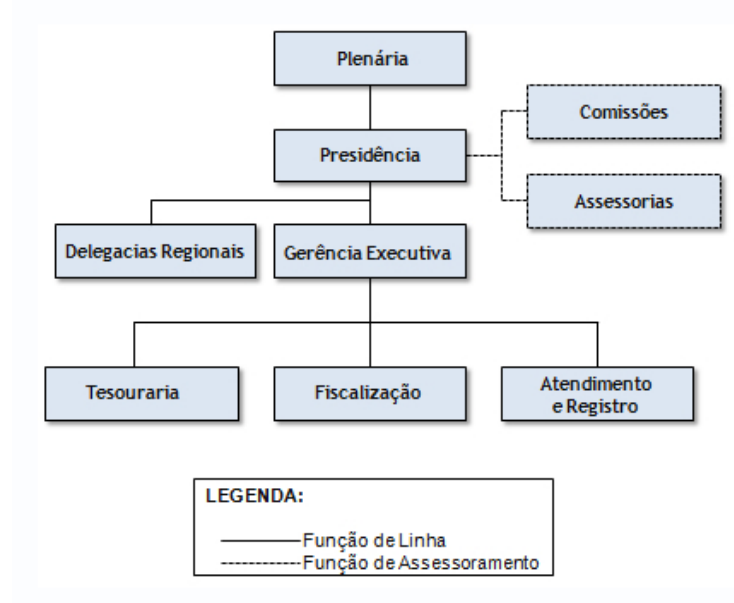 Plenária
Comissões
Presidência
Assessorias
Delegacias Regionais
Gerência Executiva
Tesouraria
Fiscalização
Atendimento
e Registro
LEGENDA:
Função de Linha
Função de Assessoramento